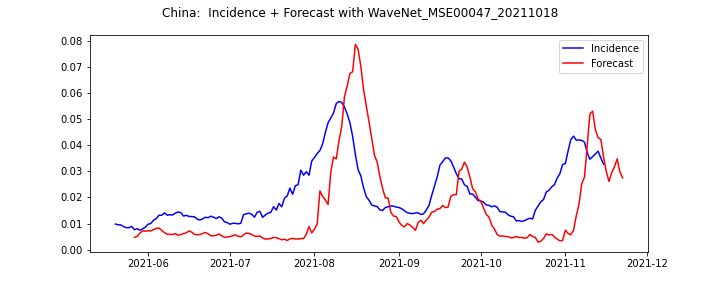 China:  Incidence + Forecast with WaveNet_MSE00047_20211018
Incidence
Forecast
0.08
0.07
0.06
0.05
0.04
0.03
0.02
0.01
0.00
2021-06 2021-07 2021-08 2021-09 2021-10 2021-11 2021-12